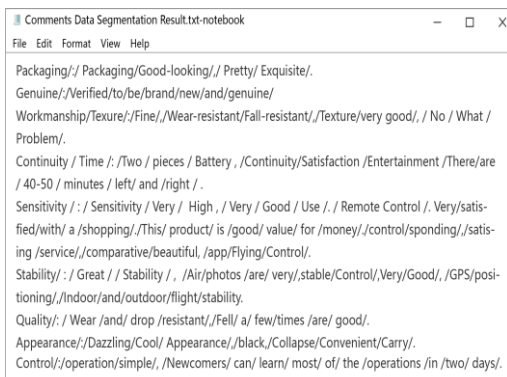 Comments Data Segmentation Result.txt-notebook
File Edit Format View Help
Packaging/:/ Packaging/Good-looking/,/ Pretty/ Exquisite/.
Genuine/:/Verified/to/be/brand/new/and/genuine/
Workmanship/Texure/:/Fine/,/Wear-resistant/Fall-resistant/,/Texture/very good/, / No / What /
Problem/.
Continuity / Time /: /Two / pieces / Battery , /Continuity/Satisfaction /Entertainment /There/are
/ 40-50 / minutes / left/ and /right / .
Sensitivity / : / Sensitivity / Very / High , / Very / Good / Use /. / Remote Control /. Very/satis-
fied/with/ a /shopping/./This/ product/ is /good/ value/ for /money/./control/sponding/,/satis-
ing /service/,/comparative/beautiful, /app/Flying/Control/.
Stability/ : / Great / / Stability / , /Air/photos /are/ very/,stable/Control/,Very/Good/, /GPS/posi-
tioning/,/Indoor/and/outdoor/flight/stability.
Quality/: / Wear /and/ drop /resistant/,/Fell/ a/ few/times /are/ good/.
Appearance/:/Dazzling/Cool/ Appearance/,/black,/Collapse/Convenient/Carry/.
Control/:/operation/simple/, /Newcomers/ can/ learn/ most/ of/ the /operations /in /two/ days/.